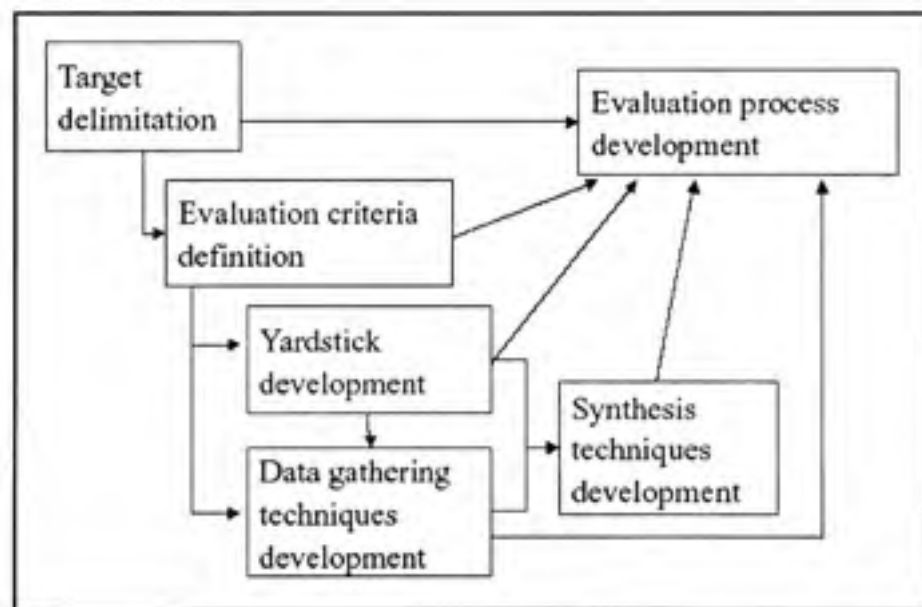 Target
delimitation
Evaluation process
development
Evaluation criteria
definition
Yardstick
development
Synthesis
techniques
development
Data gathering
techniques
development